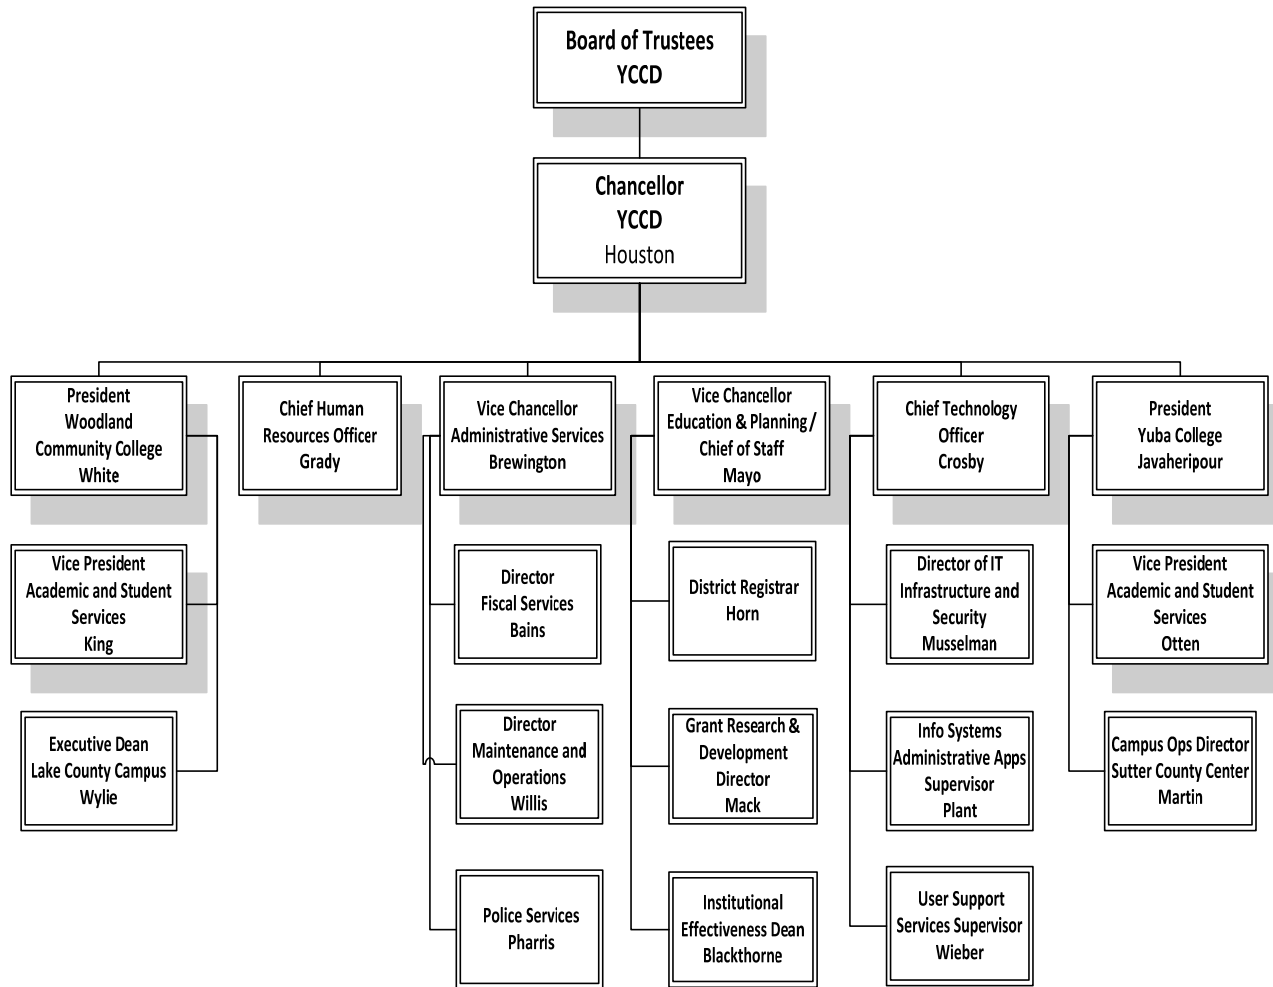 Board of Trustees
YCCD
Chancellor
YCCD
Houston
President
Woodland
Community College
White
Chief Human
Resources Officer
Grady
Vice Chancellor
Administrative Services
Brewington
Vice Chancellor
Education & Planning /
Chief of Staff
Mayo
Chief Technology
Officer
Crosby
President
Yuba College
Javaheripour
Vice President
Academic and Student
Services
King
Director
Fiscal Services
Bains
District Registrar
Horn
Director of IT
Infrastructure and
Security
Musselman
Vice President
Academic and Student
Services
Otten
Executive Dean
Lake County Campus
Wylie
Director
Maintenance and
Operations
Willis
Grant Research &
Development
Director
Mack
Info Systems
Administrative Apps
Supervisor
Plant
Campus Ops Director
Sutter County Center
Martin
Police Services
Pharris
Institutional
Effectiveness Dean
Blackthorne
User Support
Services Supervisor
Wieber